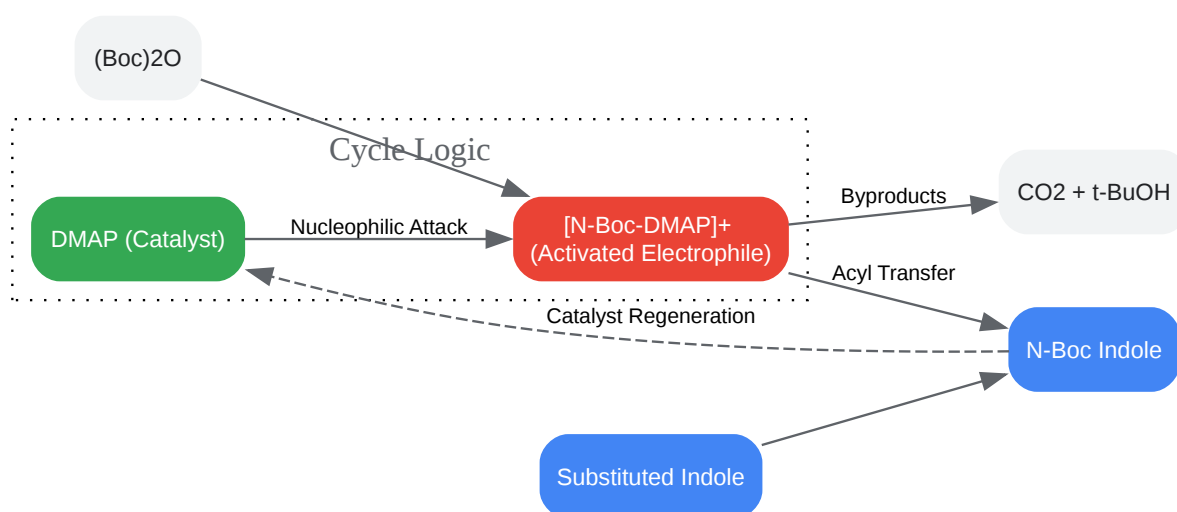 (Boc)2O
Cycle Logic
DMAP (Catalyst)
Nucleophilic Attack
[N-Boc-DMAP]+
(Activated Electrophile)
Byproducts
CO2 + t-BuOH
Acyl Transfer
Catalyst Regeneration
N-Boc Indole
Substituted Indole